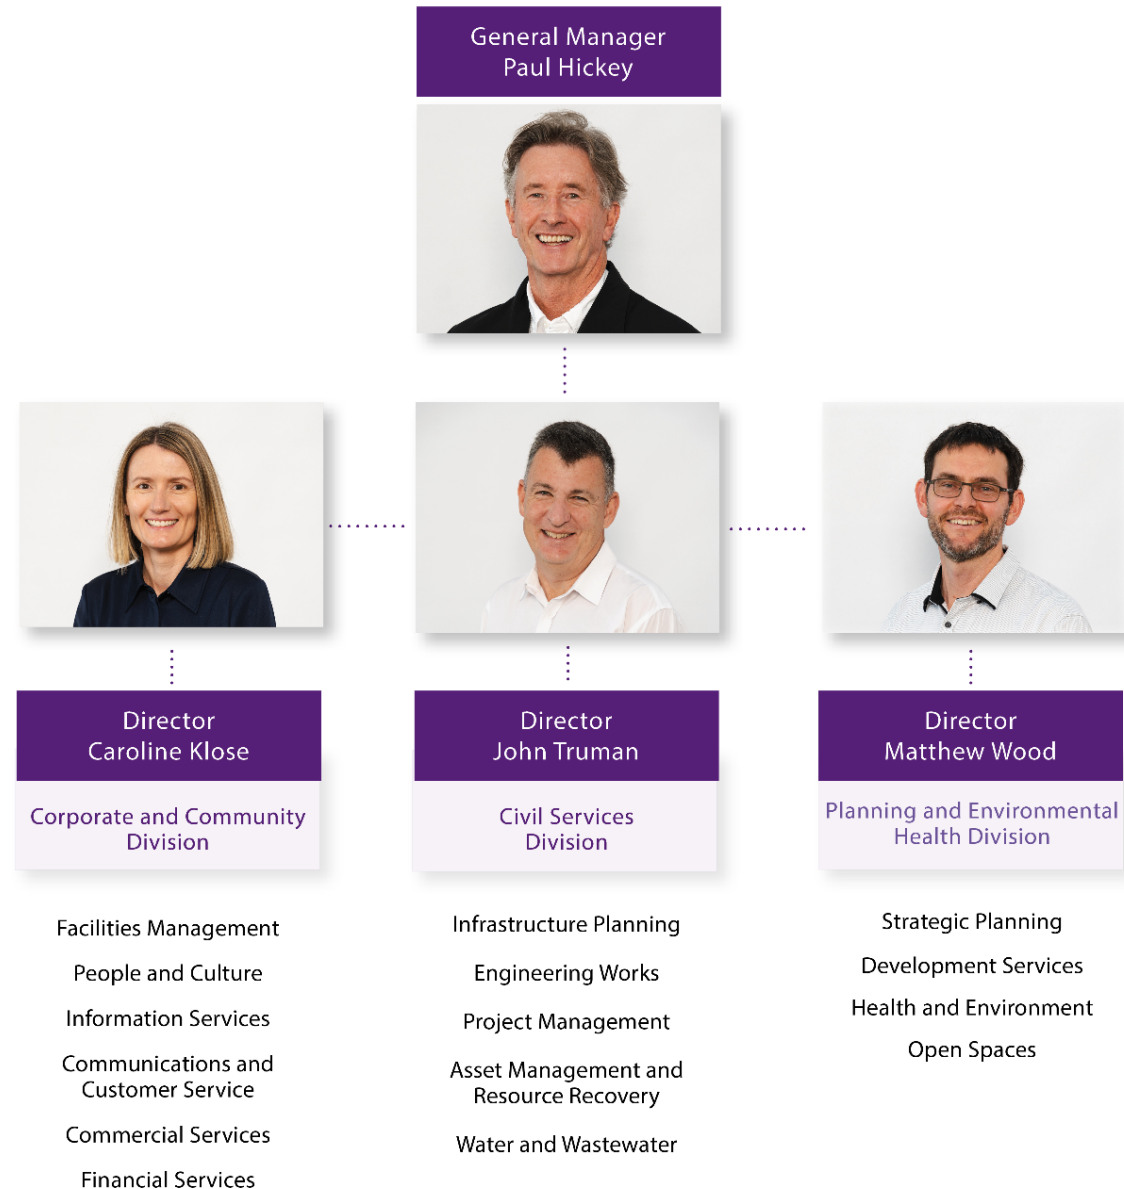 General Manager
Paul Hickey
Director
Caroline Klose
Corporate and Community
Division
Facilities Management
People and Culture
Information Services
Communications and
Customer Service
Commercial Services
Financial Services
Director
John Truman
Civil Services
Division
Infrastructure Planning
Engineering Works
Project Management
Asset Management and
Resource Recovery
Water and Wastewater
Director
Matthew Wood
Planning and Environmental
Health Division
Strategic Planning
Development Services
Health and Environment
Open Spaces